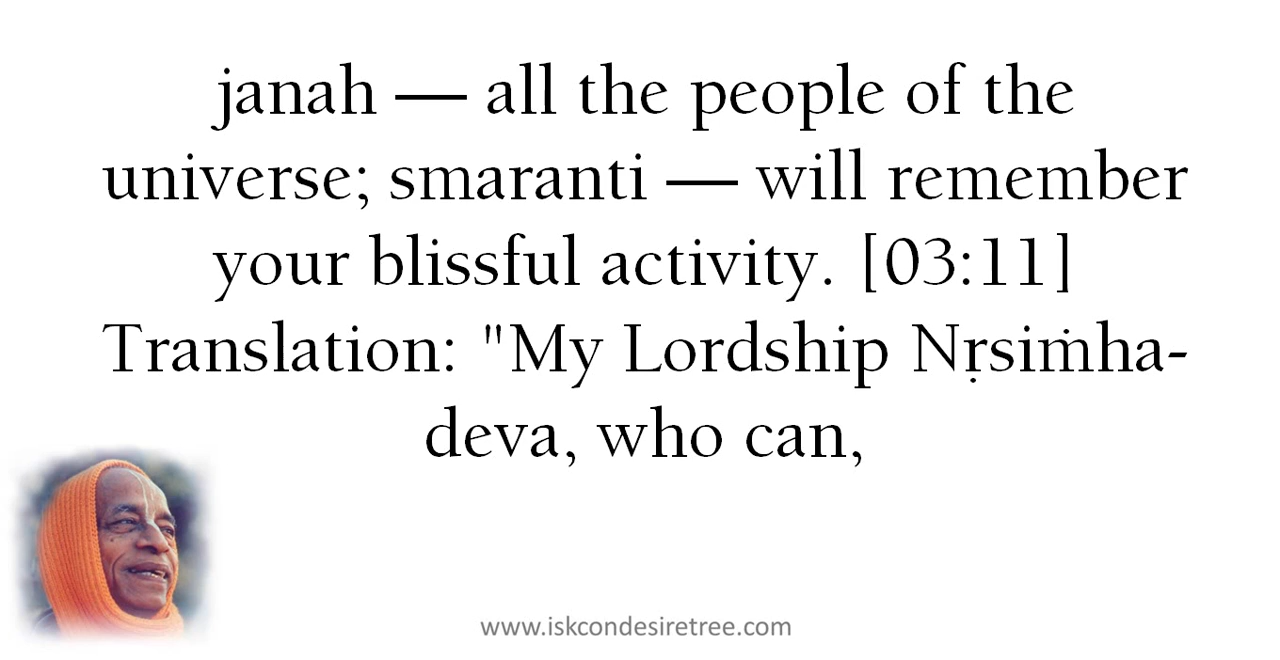 janah — all the people of the
universe; smaranti — will remember
your blissful activity. [03:11]
Translation: "My Lordship Nṛsiṁha-
deva, who can,
www.iskcondesiretree.com